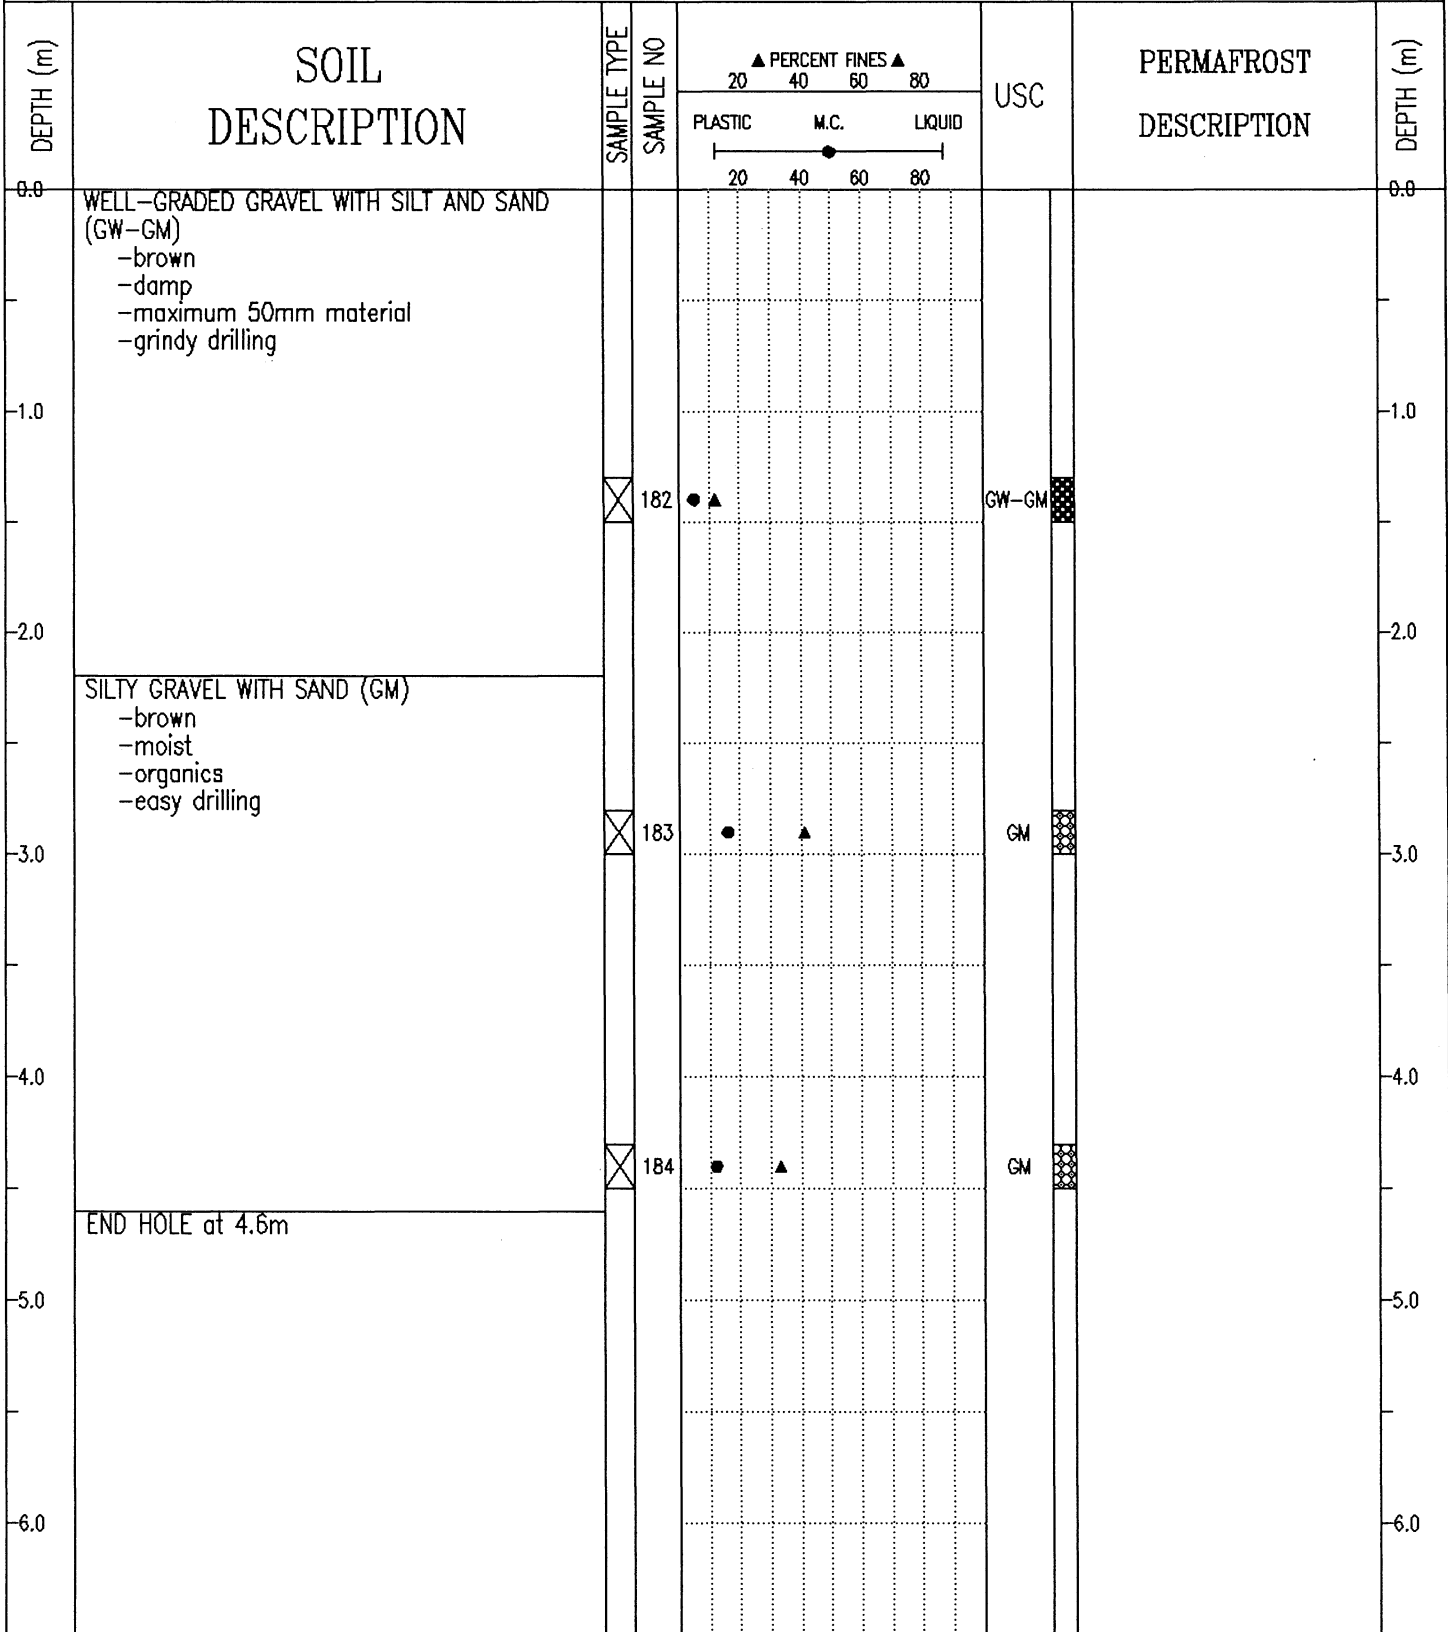 DEPTH (m)
SOIL
DESCRIPTION
SAMPLE TYPE
SAMPLE NO
▲ PERCENT FINES ▲
20 40 60 80
PLASTIC M.C. LIQUID
20 40 60 80
USC
PERMAFROST
DESCRIPTION
DEPTH (m)
0.0 0.0
WELL-GRADED GRAVEL WITH SILT AND SAND
(GW-GM)
-brown
-damp
-maximum 50mm material
-grindy drilling
1.0 1.0
182 GW-GM
2.0 2.0
SILTY GRAVEL WITH SAND (GM)
-brown
-moist
-organics
-easy drilling
183 GM
3.0 3.0
4.0 4.0
184 GM
END HOLE at 4.6m
5.0 5.0
6.0 6.0